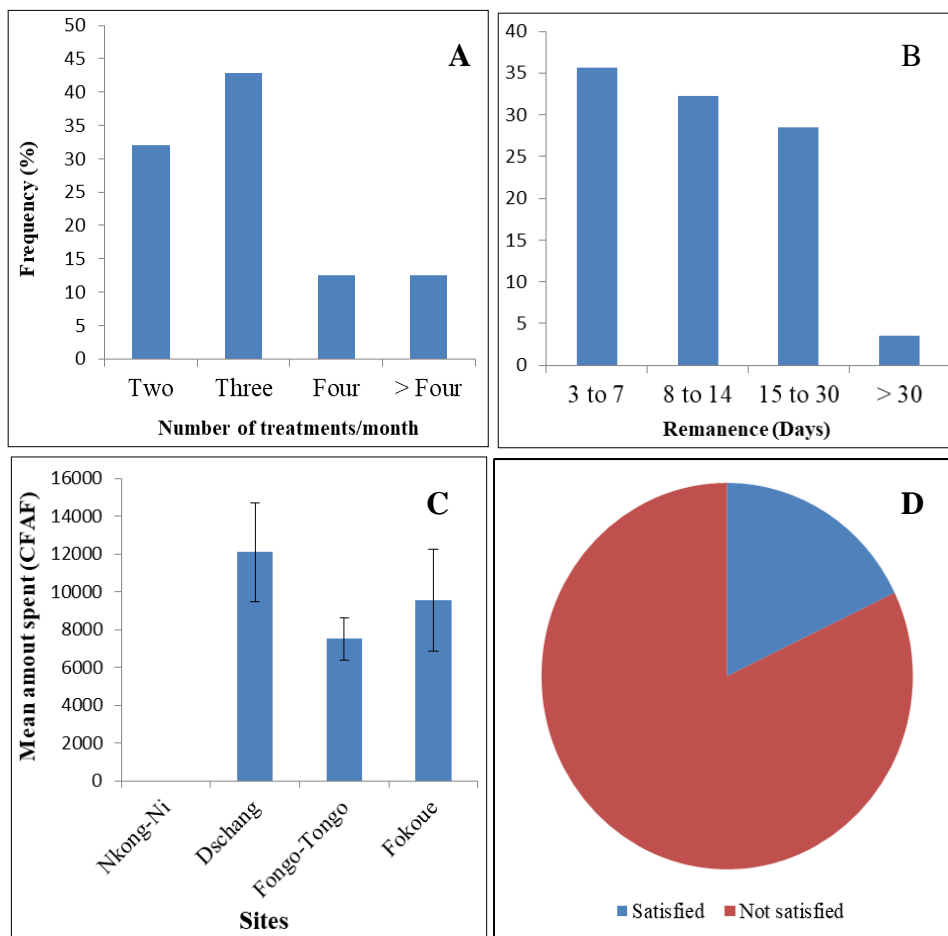 A
Frequency (%)
50
45
40
35
30
25
20
15
10
5
0
Two Three Four > Four
Number of treatments/month
B
40
35
30
25
20
15
10
5
0
3 to 7 8 to 14 15 to 30 > 30
Remanence (Days)
C
Mean amout spent (CFAF)
16000
14000
12000
10000
8000
6000
4000
2000
0
Nkong-Ni
Dschang
Fongo-Tongo
Fokoue
Sites
D
Satisfied Not satisfied